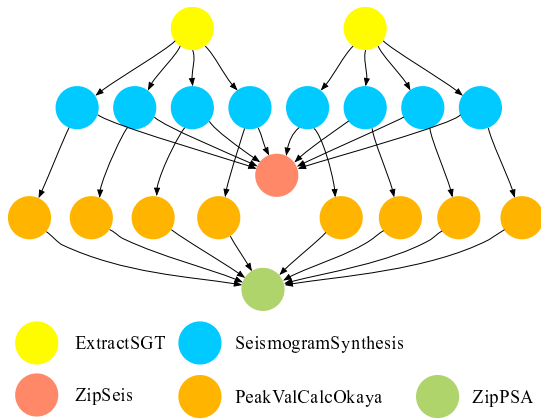 ExtractSGT
SeismogramSynthesis
ZipSeis
PeakValCalcOkaya
ZipPSA